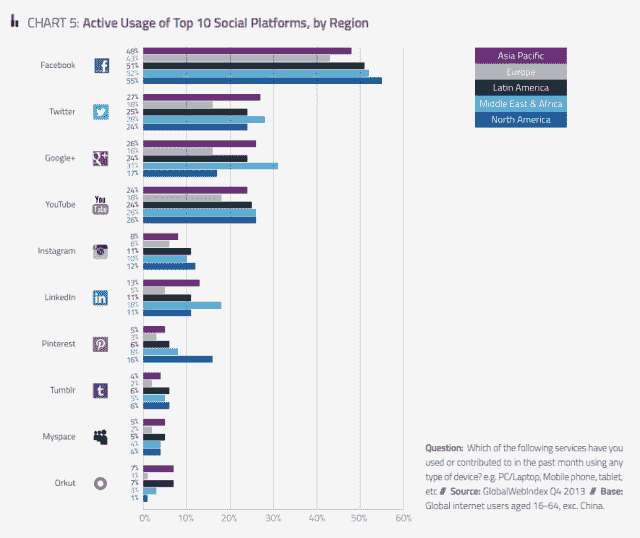 CHART 5: Active Usage of Top 10 Social Platforms, by Region
Asia Pacific
Europe
Latin America
Middle East & Africa
North America
Facebook
48%
43%
51%
52%
55%
Twitter
27%
16%
25%
28%
24%
Google+
26%
16%
24%
31%
17%
YouTube
You
Tube
24%
18%
24%
26%
26%
Instagram
8%
6%
11%
10%
12%
LinkedIn
in
13%
5%
11%
18%
11%
Pinterest
5%
3%
6%
8%
16%
Tumblr
t
4%
2%
6%
5%
6%
Myspace
5%
2%
5%
4%
4%
Orkut
7%
1%
7%
3%
1%
0% 10% 20% 30% 40% 50% 60%
Question: Which of the following services have you
used or contributed to in the past month using any
type of device? e.g. PC/Laptop, Mobile phone, tablet,
etc // Source: GlobalWebIndex Q4 2013 // Base:
Global internet users aged 16-64, exc. China.